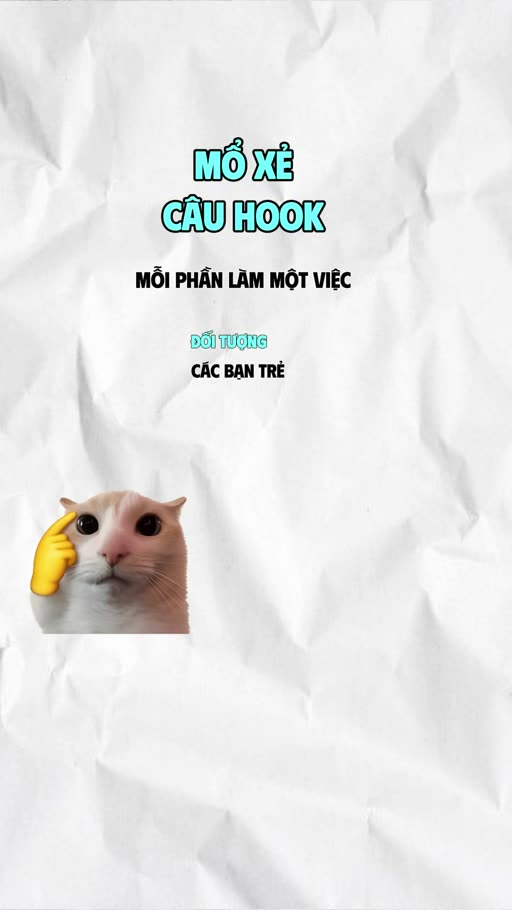 MỔ XẺ
CÂU HOOK
MỖI PHẦN LÀM MỘT VIỆC
ĐỐI TƯỢNG
CÁC BẠN TRẺ